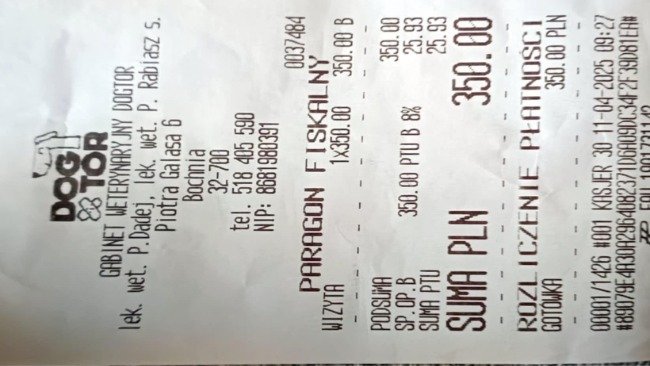 DOG
& TOR
GABINET WETERYNARYJNY DOGTOR
lek. wet. P.Dadej, lek. wet. P. Rabiasz s.
Piotra Galasa 6
Bochnia
32-700
tel. 518 405 590
NIP: 8681980391
0037484
PARAGON FISKALNY
WIZYTA 1x350.00 350.00 B
PODSUMA 350.00
SP.OP.B 350.00 PTU B 8% 25.93
SUMA PTU 25.93
SUMA PLN 350.00
ROZLICZENIE PŁATNOŚCI
GOTÓWKA 350.00 PLN
00001/1426 #001 KASJER 30 11-04-2025 09:27